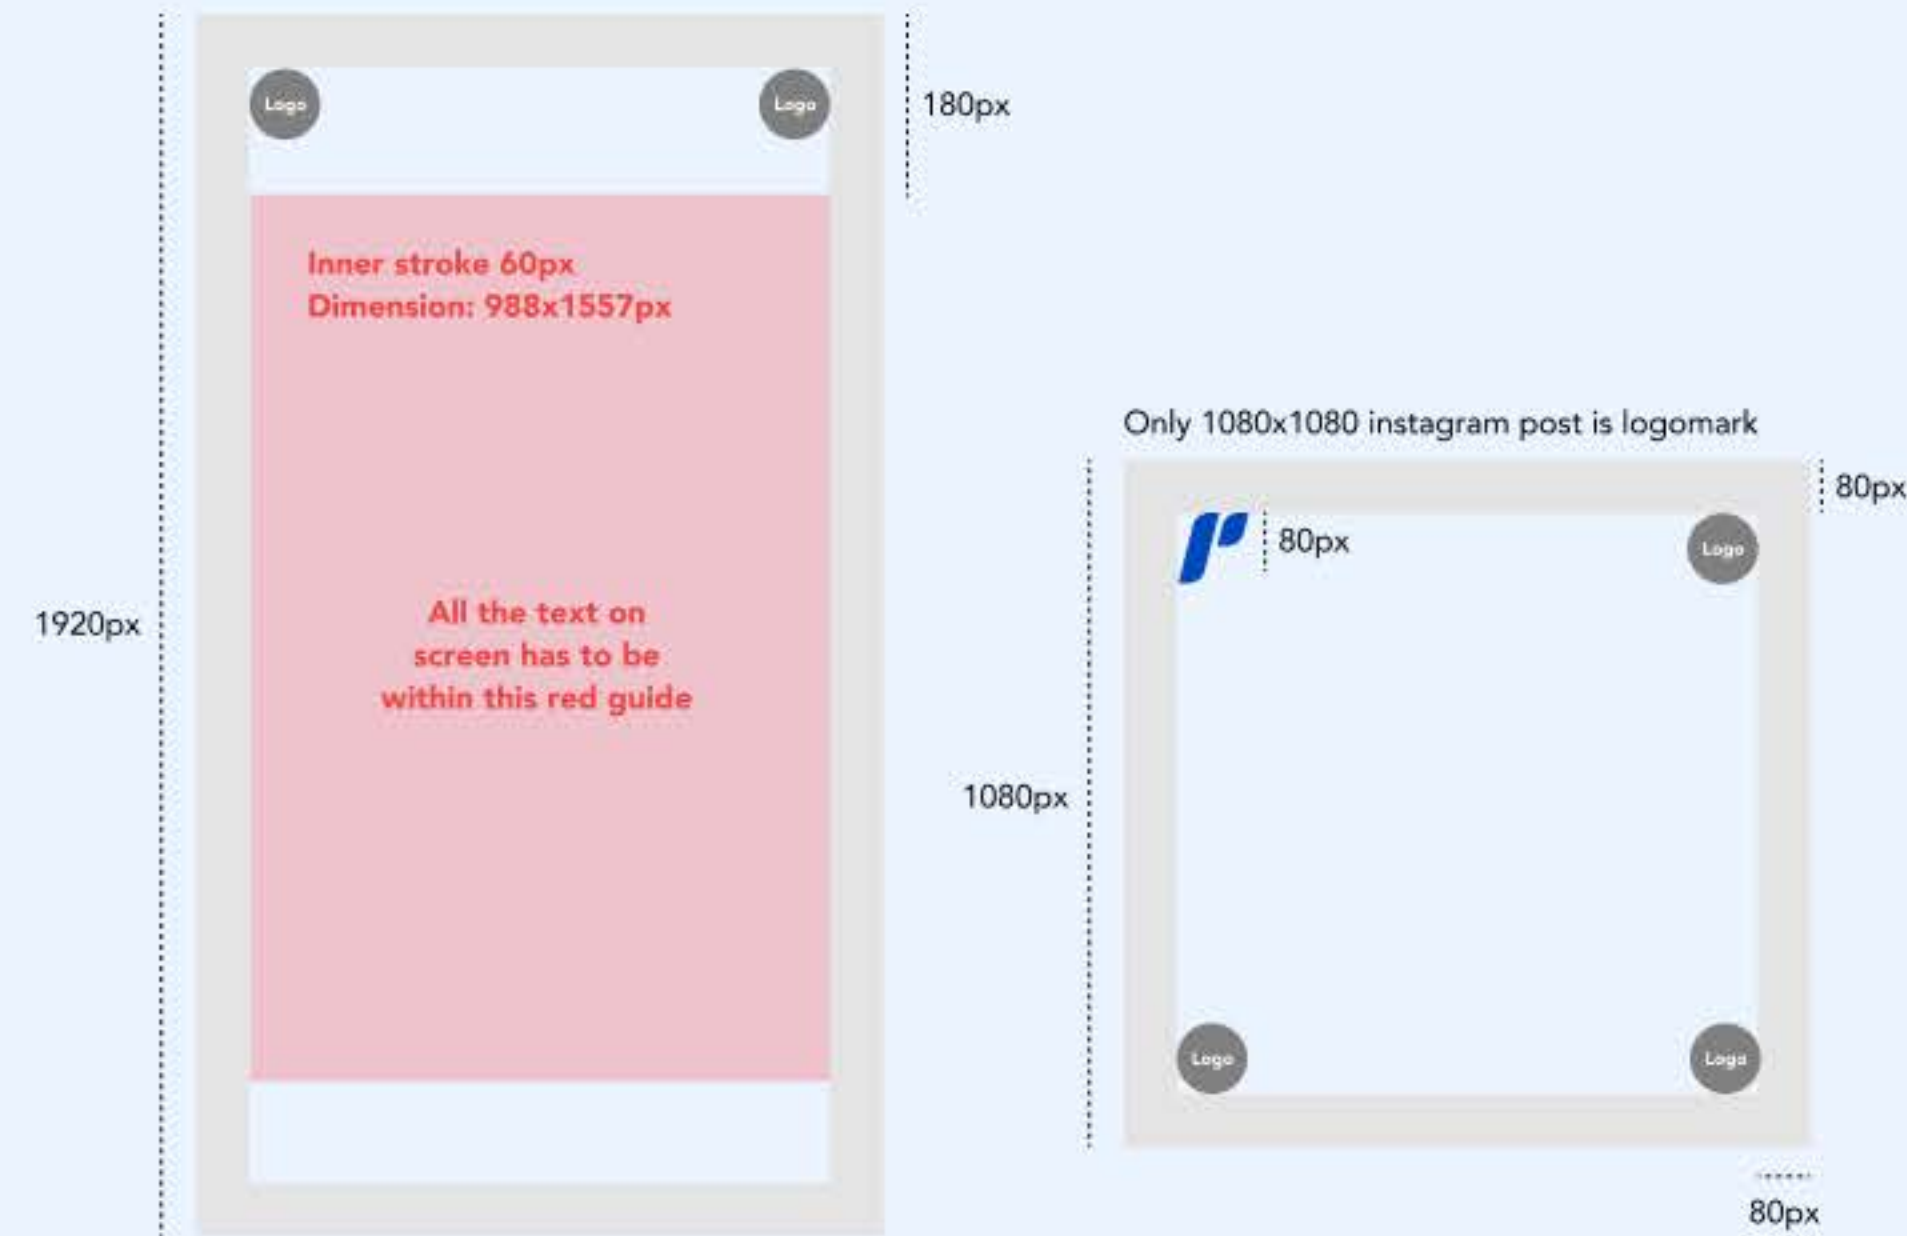 Logo
Logo
180px
Inner stroke 60px
Dimension: 988x1557px
All the text on
screen has to be
within this red guide
1920px
Only 1080x1080 instagram post is logomark
80px
80px
Logo
1080px
Logo
Logo
80px